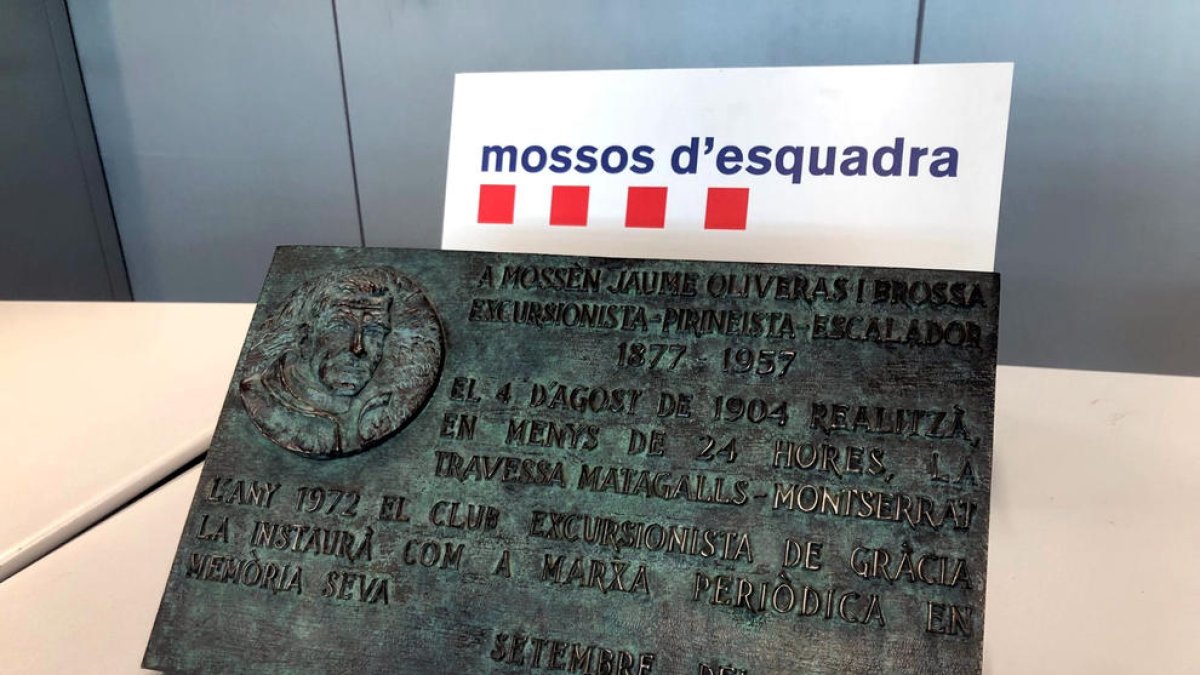 mossos d'esquadra
A MOSSÈN JAUME OLIVERAS I BROSSA
EXCURSIONISTA-PIRINEISTA-ESCALADOR
1877 - 1957
EL 4 D'AGOST DE 1904 REALITZÀ,
EN MENYS DE 24 HORES, LA
TRAVESSA MATAGALLS-MONTSERRAT
L'ANY 1972 EL CLUB EXCURSIONISTA DE GRÀCIA,
LA INSTAURÀ COM A MARXA PERIÒDICA EN
MEMÒRIA SEVA
SETEMBRE DEL